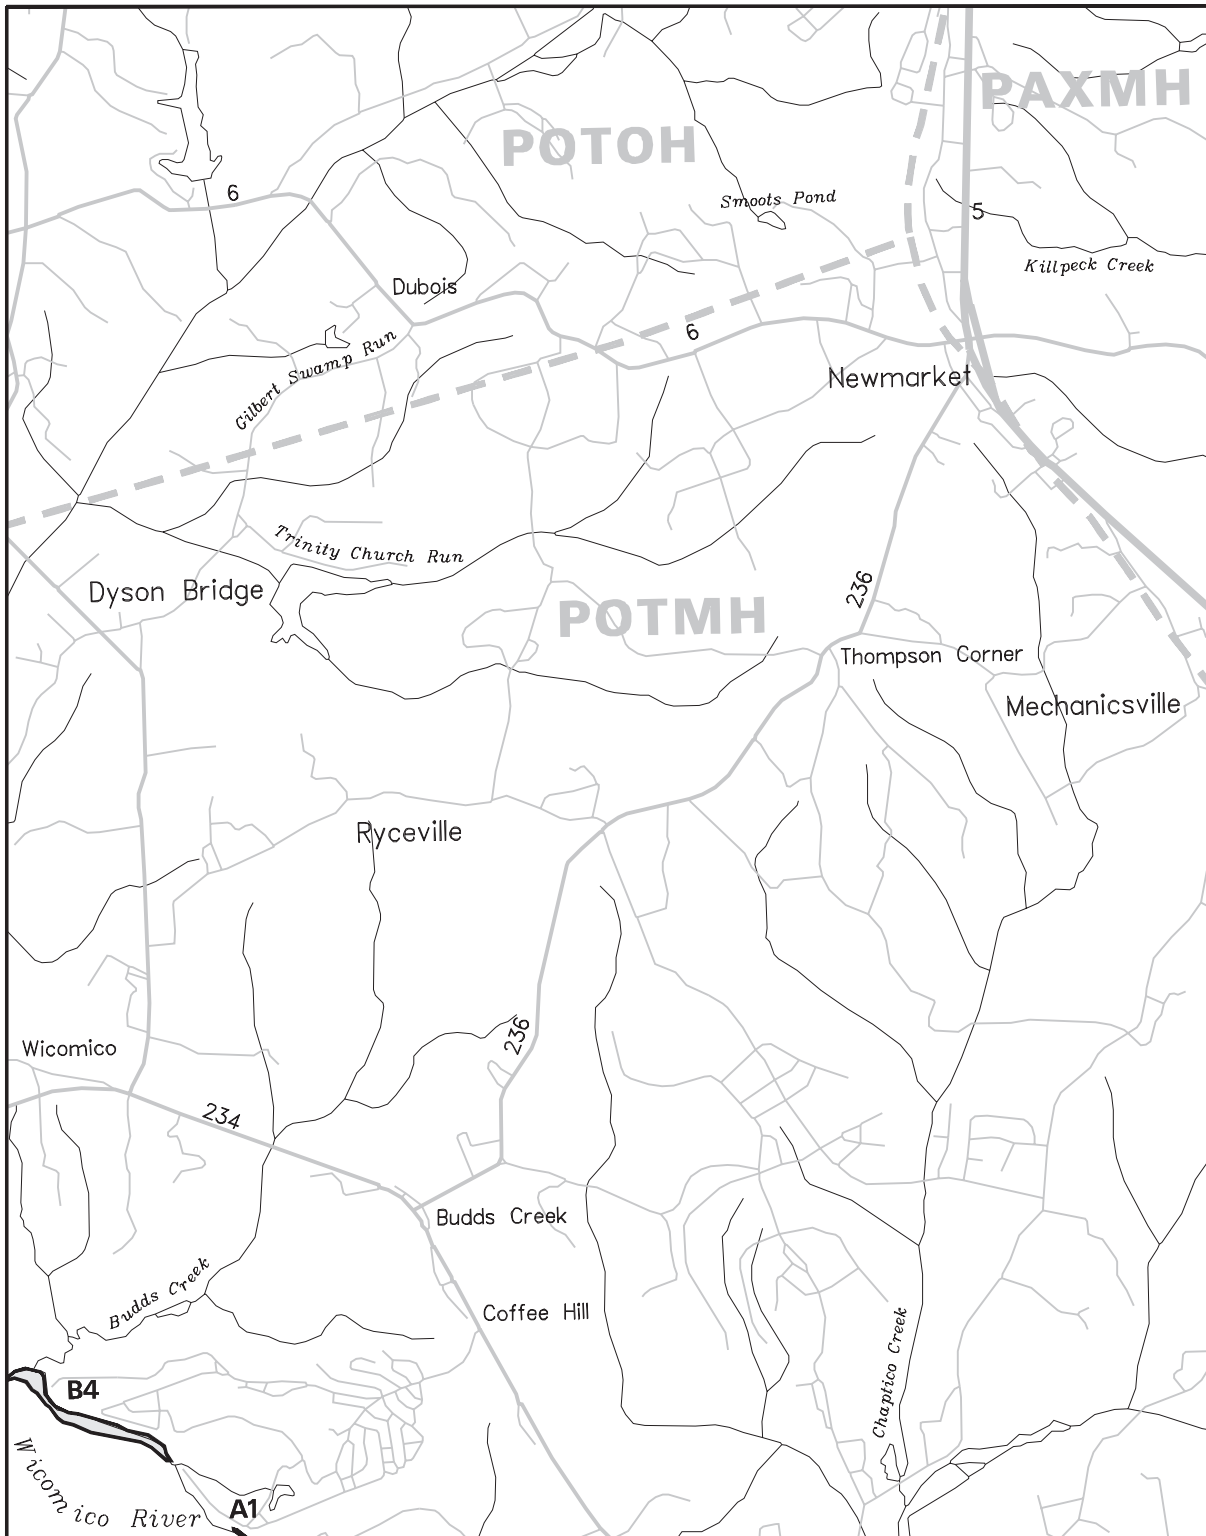 PAXMH
POTOH
6
Smoots Pond
5
Killpeck Creek
Dubois
6
Gilbert Swamp Run
Newmarket
Trinity Church Run
Dyson Bridge
236
POTMH
Thompson Corner
Mechanicsville
Ryceville
236
Wicomico
234
Budds Creek
Budds Creek
Coffee Hill
Chaptico Creek
B4
Wicomico River
A1